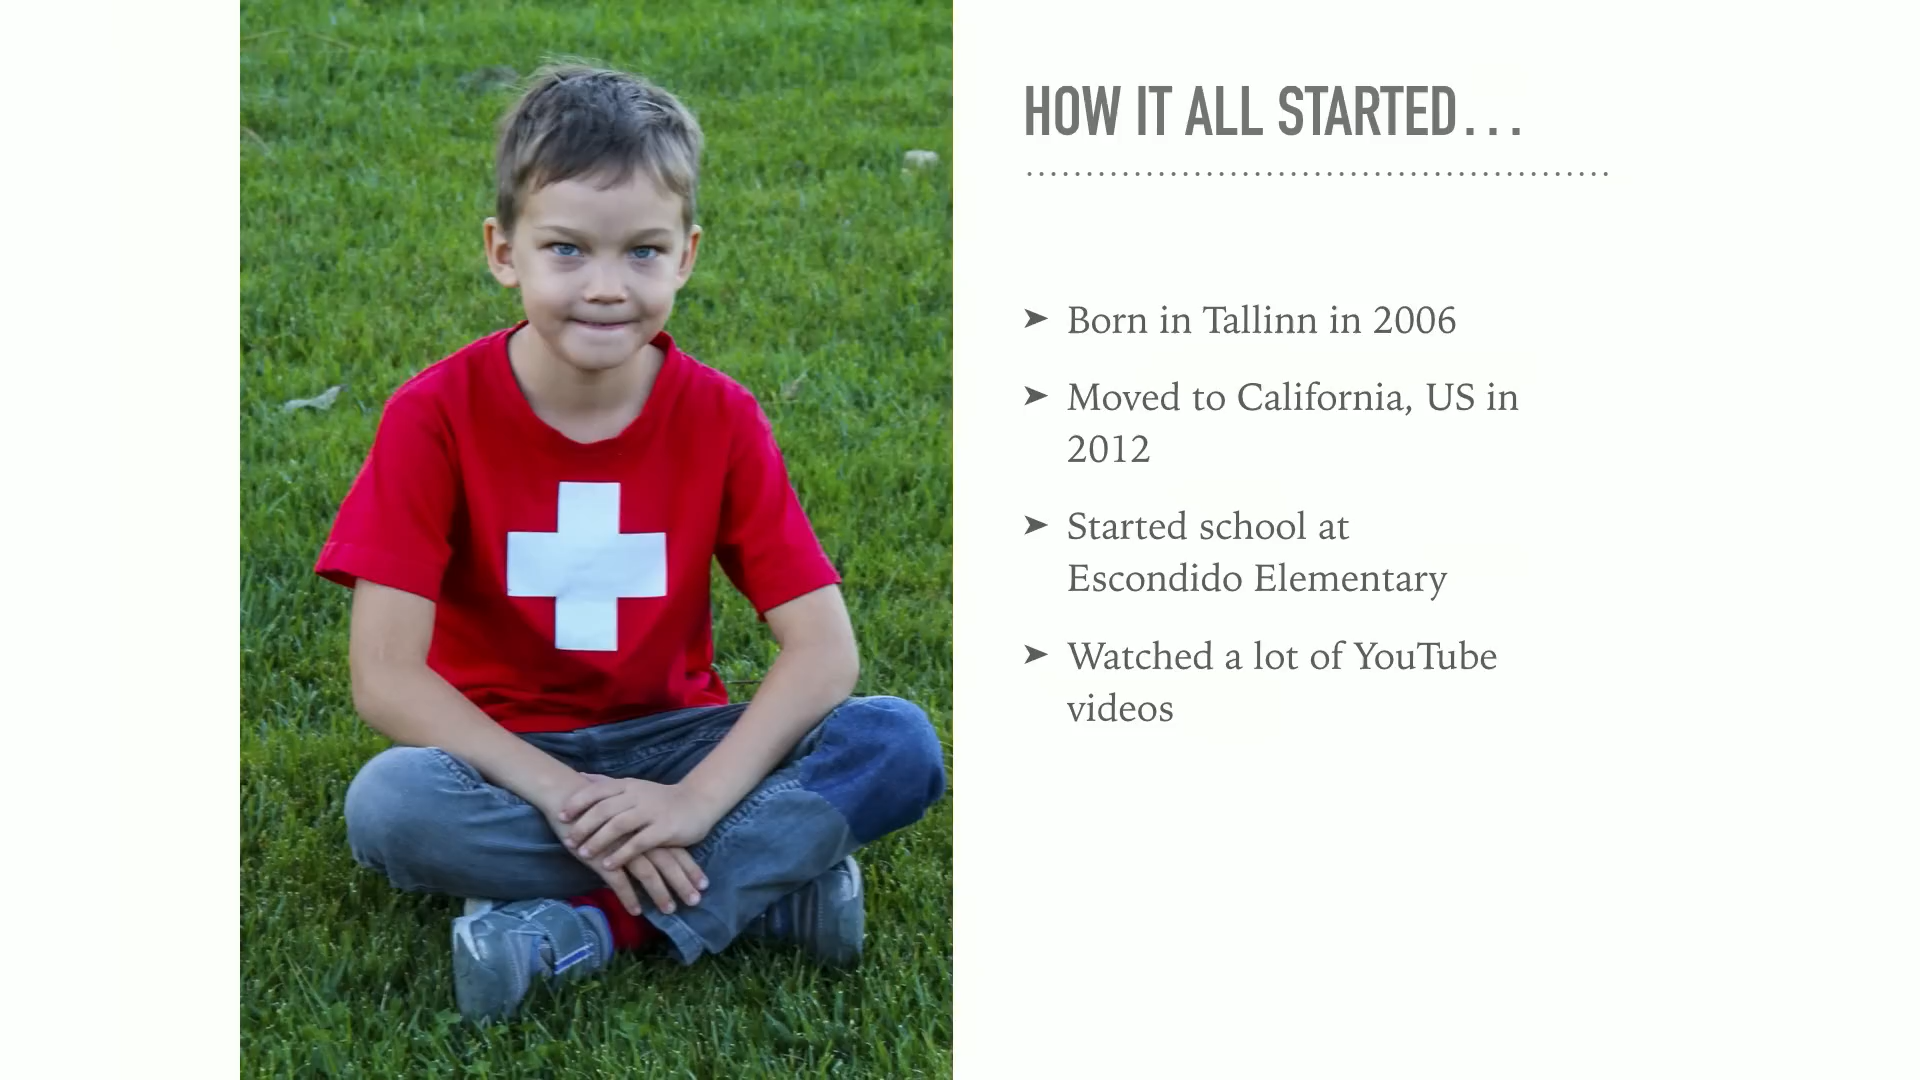 HOW IT ALL STARTED...
➤ Born in Tallinn in 2006
➤ Moved to California, US in
2012
➤ Started school at
Escondido Elementary
➤ Watched a lot of YouTube
videos